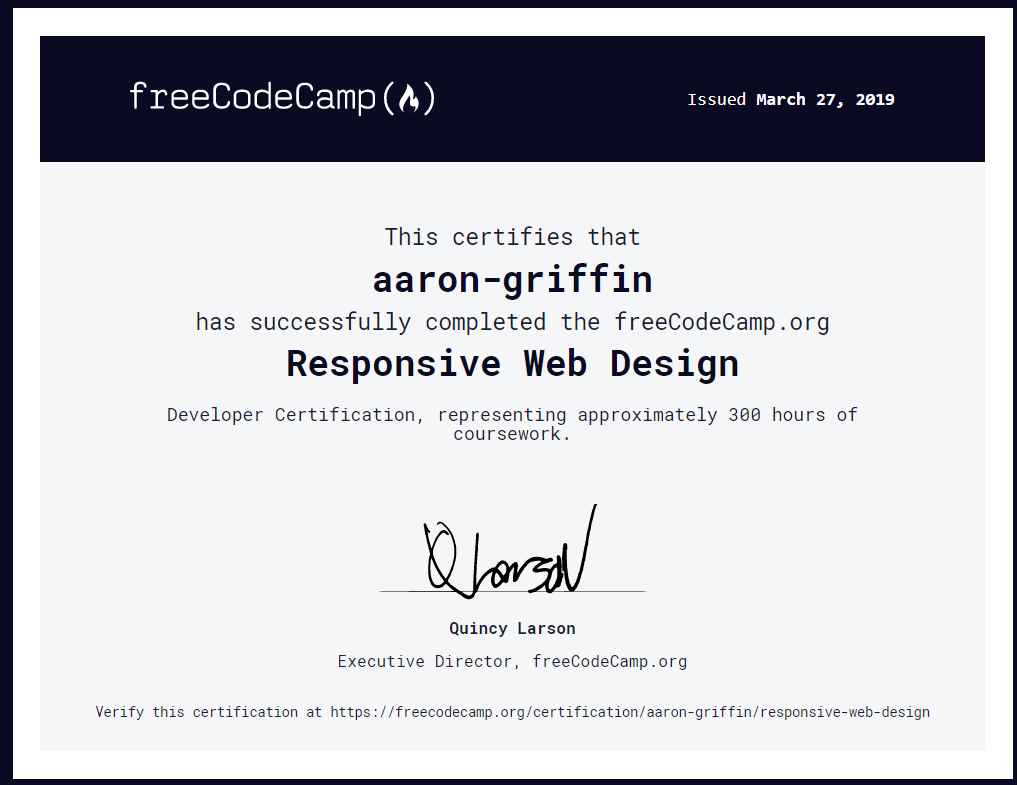 freeCodeCamp(🔥)
Issued March 27, 2019
This certifies that
aaron-griffin
has successfully completed the freeCodeCamp.org
Responsive Web Design
Developer Certification, representing approximately 300 hours of
coursework.
Q Larson
Quincy Larson
Executive Director, freeCodeCamp.org
Verify this certification at https://freecodecamp.org/certification/aaron-griffin/responsive-web-design